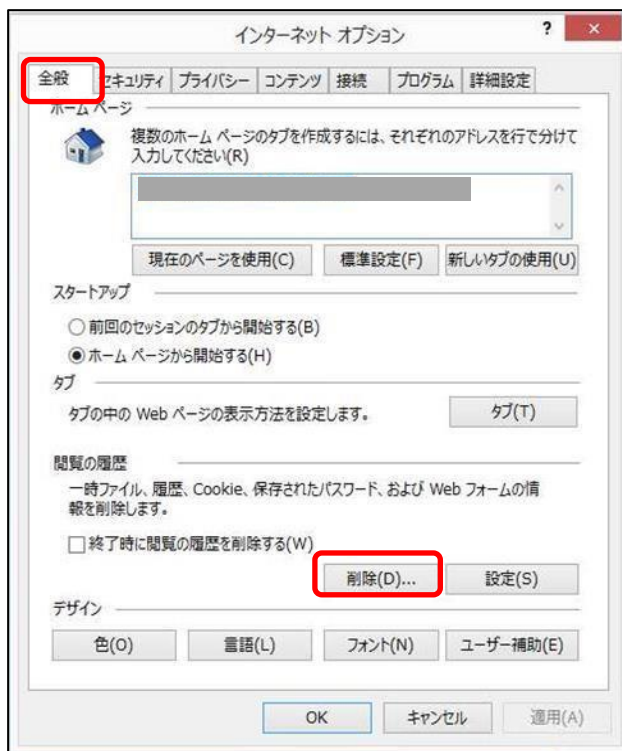 インターネット オプション
?
×
全般 セキュリティ プライバシー コンテンツ 接続 プログラム 詳細設定
ホーム ページ
複数のホーム ページのタブを作成するには、それぞれのアドレスを行で分けて
入力してください(R)
現在のページを使用(C) 標準設定(F) 新しいタブの使用(U)
スタートアップ
前回のセッションのタブから開始する(B)
ホーム ページから開始する(H)
タブ
タブの中の Web ページの表示方法を設定します。 タブ(T)
閲覧の履歴
一時ファイル、履歴、Cookie、保存されたパスワード、および Web フォームの情
報を削除します。
終了時に閲覧の履歴を削除する(W)
削除(D)... 設定(S)
デザイン
色(O) 言語(L) フォント(N) ユーザー補助(E)
OK キャンセル 適用(A)